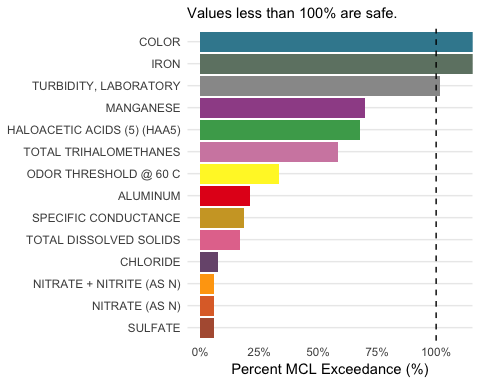 Values less than 100% are safe.
COLOR
IRON
TURBIDITY, LABORATORY
MANGANESE
HALOACETIC ACIDS (5) (HAA5)
TOTAL TRIHALOMETHANES
ODOR THRESHOLD @ 60 C
ALUMINUM
SPECIFIC CONDUCTANCE
TOTAL DISSOLVED SOLIDS
CHLORIDE
NITRATE + NITRITE (AS N)
NITRATE (AS N)
SULFATE
0% 25% 50% 75% 100%
Percent MCL Exceedance (%)